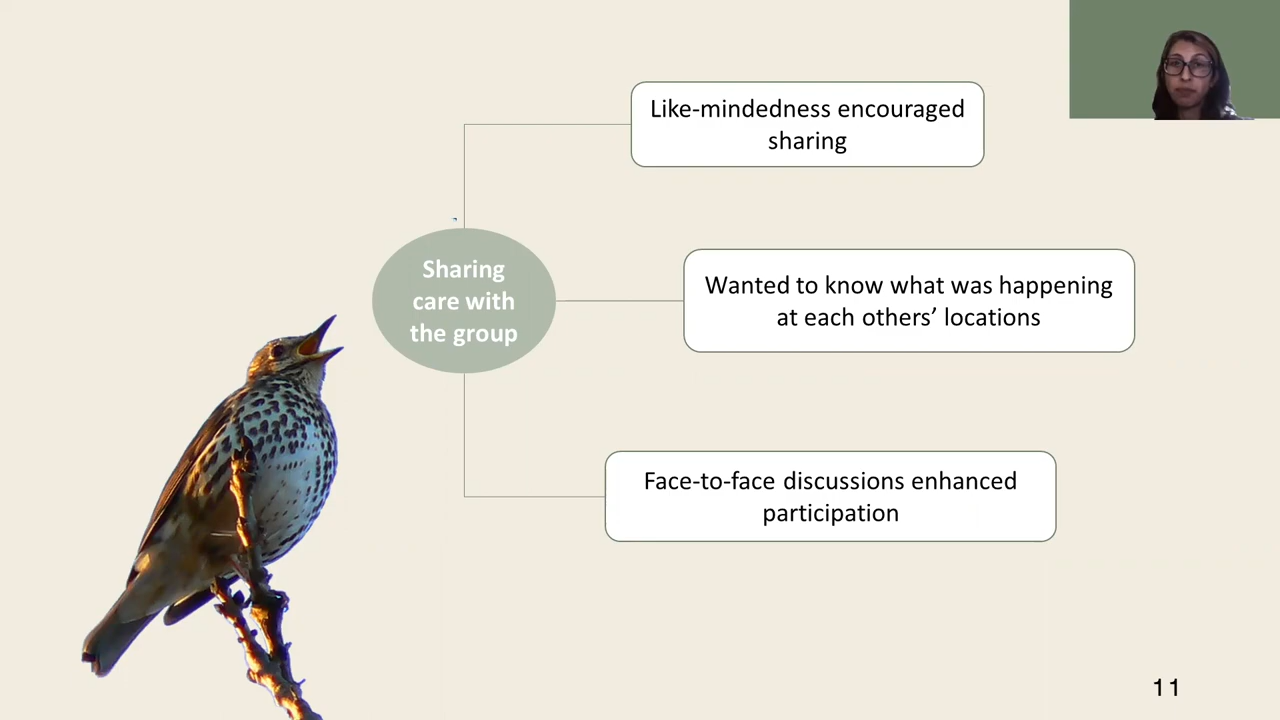 Like-mindedness encouraged
sharing
Sharing
care with
the group
Wanted to know what was happening
at each others’ locations
Face-to-face discussions enhanced
participation
11